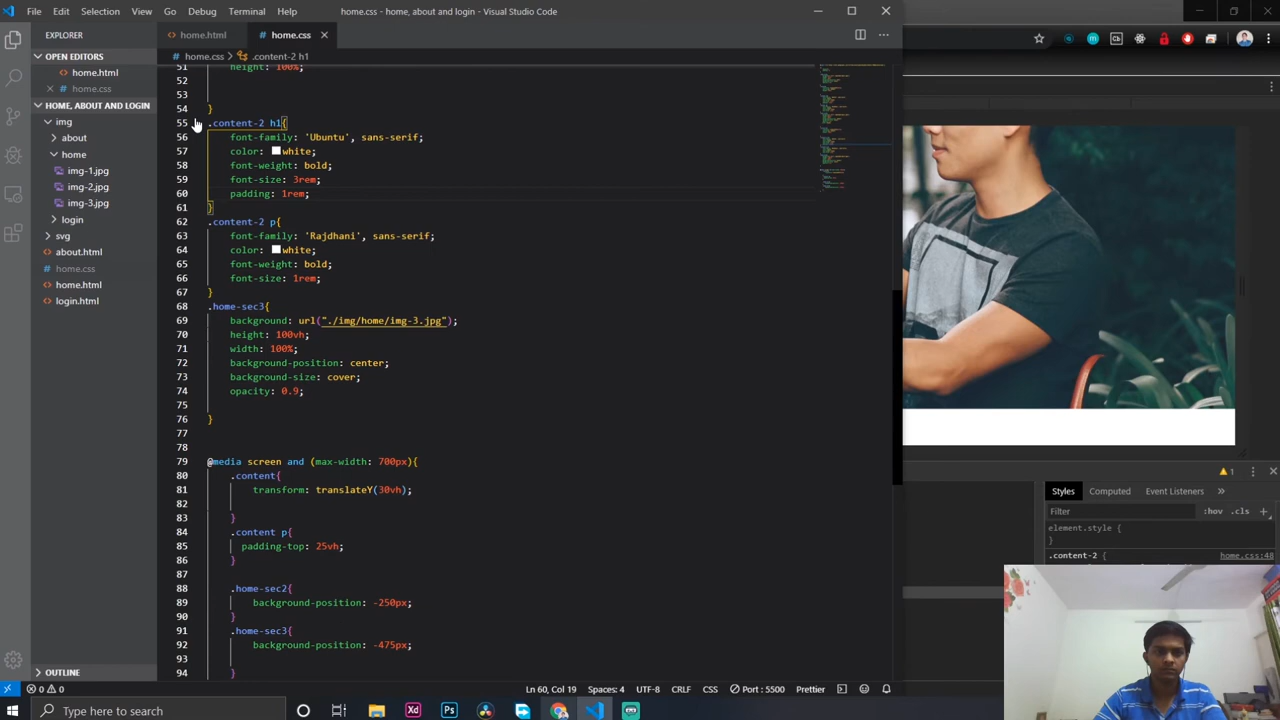 File Edit Selection View Go Debug Terminal Help
home.css - home, about and login - Visual Studio Code
EXPLORER
home.html
home.css
OPEN EDITORS
home.css > .content-2 h1
home.html
home.css
HOME, ABOUT AND LOGIN
img
about
home
img-1.jpg
img-2.jpg
img-3.jpg
login
svg
about.html
home.css
home.html
login.html
OUTLINE
51 height: 100%;
52
53
54 }
55 .content-2 h1{
56 font-family: 'Ubuntu', sans-serif;
57 color: white;
58 font-weight: bold;
59 font-size: 3rem;
60 padding: 1rem;
61 }
62 .content-2 p{
63 font-family: 'Rajdhani', sans-serif;
64 color: white;
65 font-weight: bold;
66 font-size: 1rem;
67 }
68 .home-sec3{
69 background: url("./img/home/img-3.jpg");
70 height: 100vh;
71 width: 100%;
72 background-position: center;
73 background-size: cover;
74 opacity: 0.9;
75
76 }
77
78
79 @media screen and (max-width: 700px){
80 .content{
81 transform: translateY(30vh);
82
83 }
84 .content p{
85 padding-top: 25vh;
86 }
87
88 .home-sec2{
89 background-position: -250px;
90 }
91 .home-sec3{
92 background-position: -475px;
93
94 }
1
Styles Computed Event Listeners »
Filter :hov .cls +
element.style {
}
.content-2 { home.css:48
0 0 Ln 60, Col 19 Spaces: 4 UTF-8 CRLF CSS Port : 5500 Prettier
Type here to search
Xd
Ps